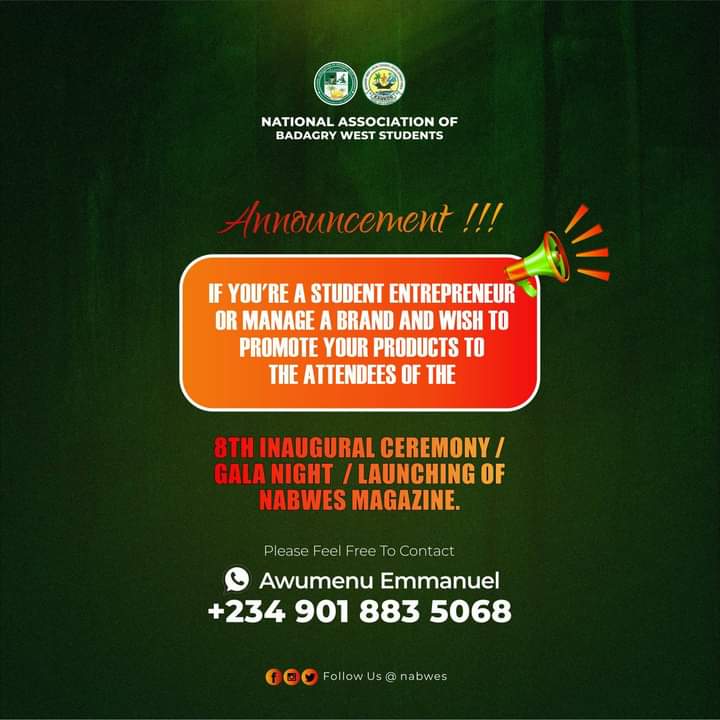 NATIONAL ASSOCIATION OF
BADAGRY WEST STUDENTS
Announcement !!!
IF YOU'RE A STUDENT ENTREPRENEUR
OR MANAGE A BRAND AND WISH TO
PROMOTE YOUR PRODUCTS TO
THE ATTENDEES OF THE
8TH INAUGURAL CEREMONY /
GALA NIGHT / LAUNCHING OF
NABWES MAGAZINE.
Please Feel Free To Contact
Awumenu Emmanuel
+234 901 883 5068
Follow Us @ nabwes